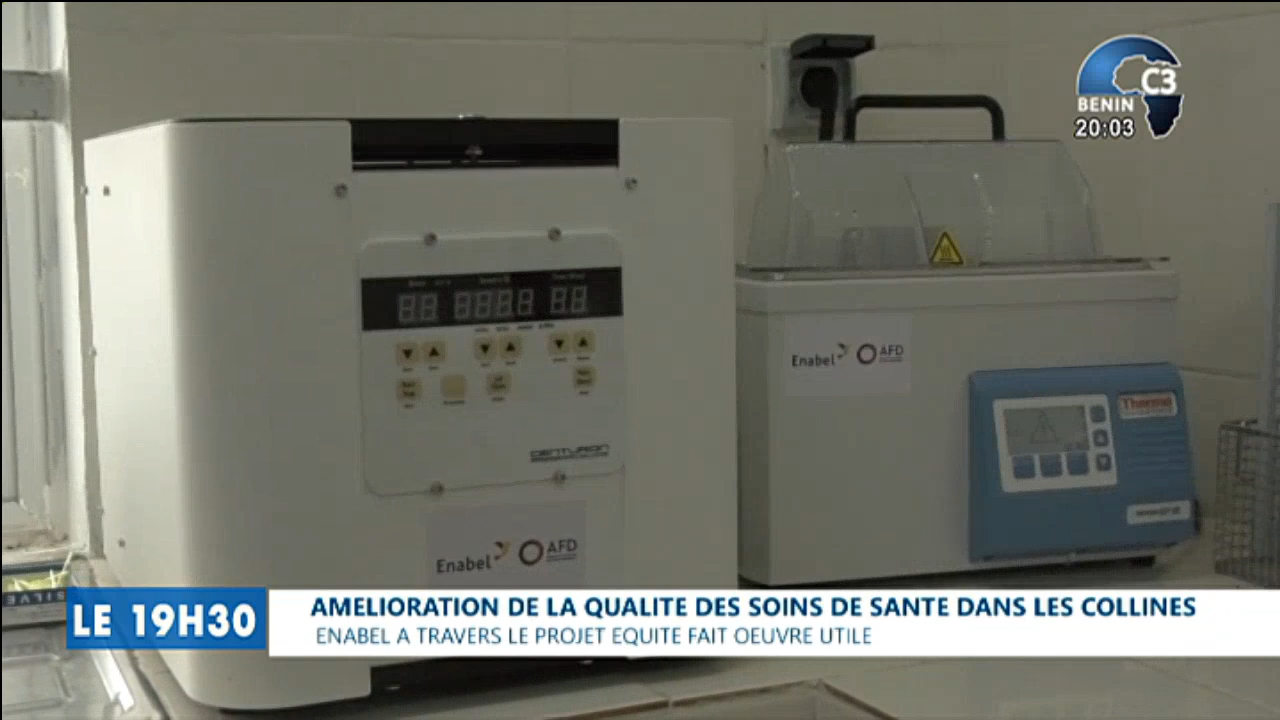 C3
BENIN
20:03
CENTURION
Enabel
AFD
Enabel
AFD
Thermo
LE 19H30
AMELIORATION DE LA QUALITE DES SOINS DE SANTE DANS LES COLLINES
ENABEL A TRAVERS LE PROJET EQUITE FAIT OEUVRE UTILE